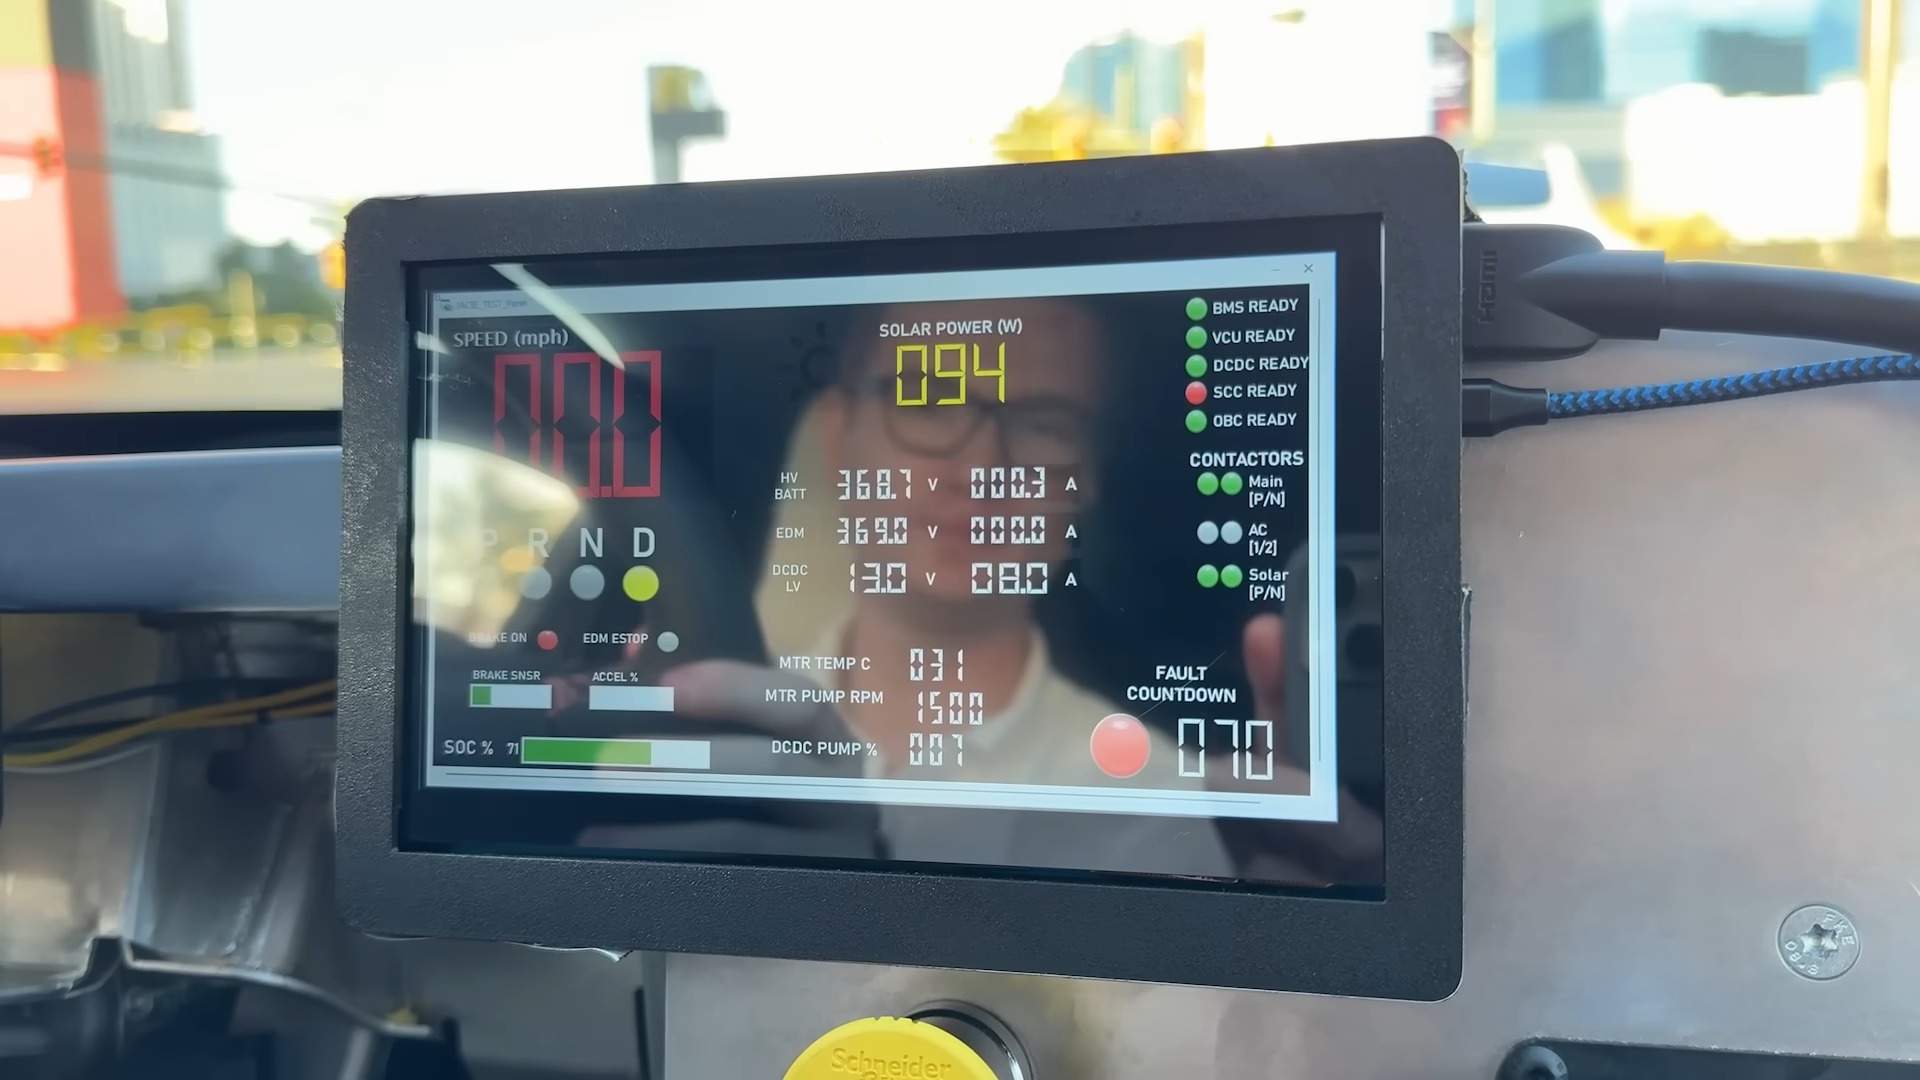 SPEED (mph)
00.0
P R N D
BRAKE ON
EDM ESTOP
BRAKE SNSR
ACCEL %
SOC % 71
SOLAR POWER (W)
094
HV BATT 368.7 V 000.3 A
EDM 369.0 V 000.0 A
DCDC LV 13.0 V 08.0 A
MTR TEMP C 031
MTR PUMP RPM 1500
DCDC PUMP % 007
BMS READY
VCU READY
DCDC READY
SCC READY
OBC READY
CONTACTORS
Main
[P/N]
AC
[1/2]
Solar
[P/N]
FAULT
COUNTDOWN
070
HDMI
Schneider